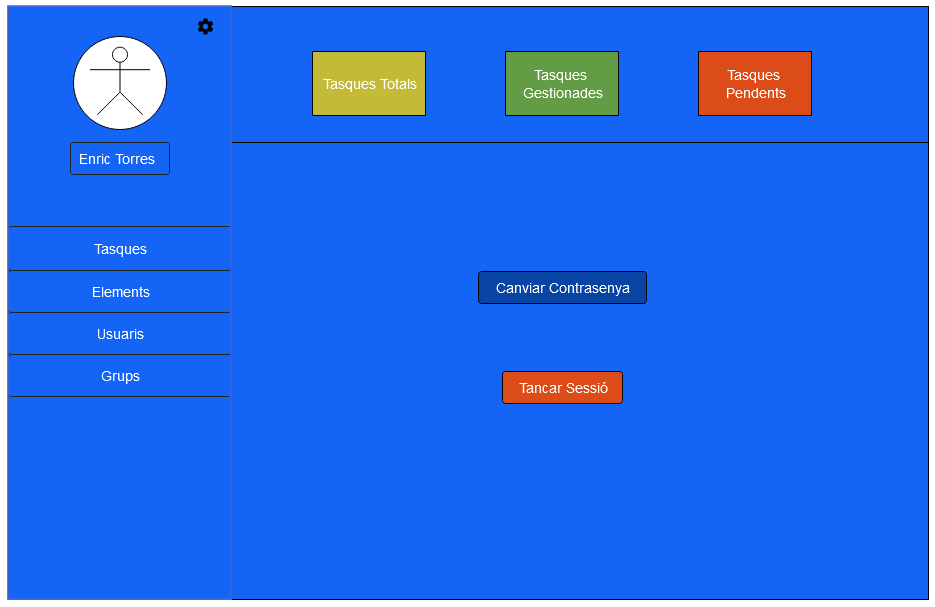 Enric Torres
Tasques
Elements
Usuaris
Grups
Tasques Totals
Tasques
Gestionades
Tasques
Pendents
Canviar Contrasenya
Tancar Sessió